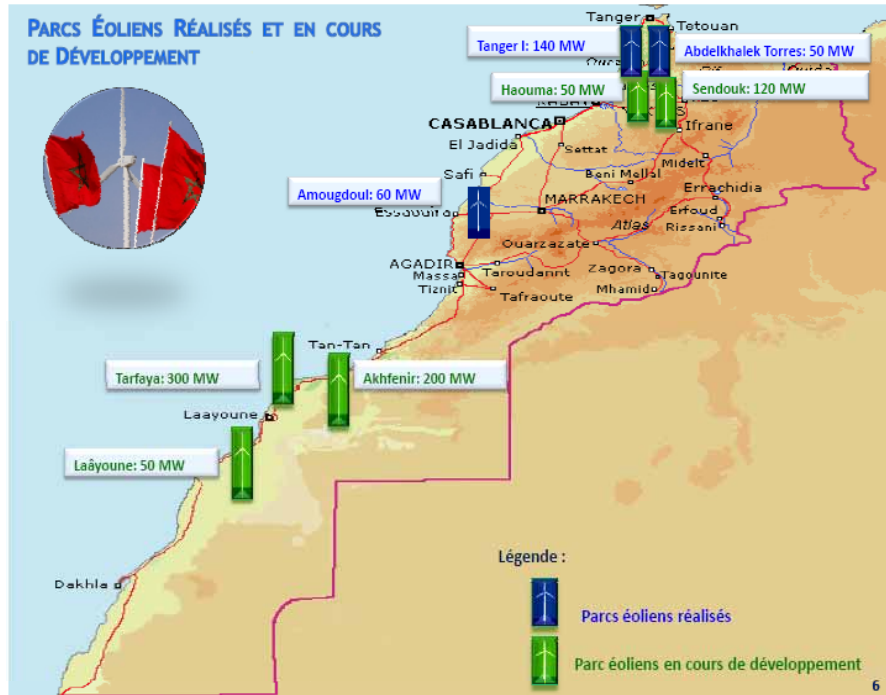 PARCS ÉOLIENS RÉALISÉS ET EN COURS
DE DÉVELOPPEMENT
Tanger
Tetouan
Tanger I: 140 MW
Abdelkhalek Torres: 50 MW
Haouma: 50 MW
Sendouk: 120 MW
CASABLANCA
Ifrane
El Jadida
Settat
Midelt
Safi
Beni Mellal
Amougdoul: 60 MW
Errachidia
MARRAKECH
Essaouira
Erfoud
Atlas
Rissani
Ouarzazate
AGADIR
Taroudannt
Zagora
Tagounite
Massa
Tiznit
Tafraoute
Mhamid
Tan-Tan
Tarfaya: 300 MW
Akhfenir: 200 MW
Laayoune
Laâyoune: 50 MW
Légende :
Dakhla
Parcs éoliens réalisés
Parc éoliens en cours de développement
6